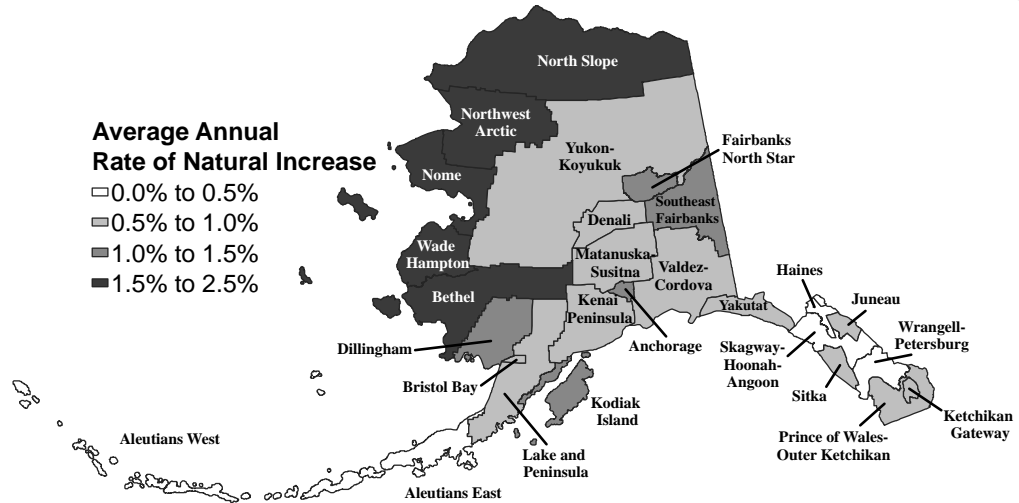 North Slope
Northwest
Arctic
Average Annual
Rate of Natural Increase
0.0% to 0.5%
0.5% to 1.0%
1.0% to 1.5%
1.5% to 2.5%
Nome
Yukon-
Koyukuk
Fairbanks
North Star
Southeast
Fairbanks
Denali
Wade
Hampton
Matanuska
Susitna
Valdez-
Cordova
Bethel
Kenai
Peninsula
Yakutat
Haines
Juneau
Wrangell-
Petersburg
Dillingham
Anchorage
Skagway-
Hoonah-
Angoon
Bristol Bay
Sitka
Kodiak
Island
Ketchikan
Gateway
Prince of Wales-
Outer Ketchikan
Aleutians West
Lake and
Peninsula
Aleutians East